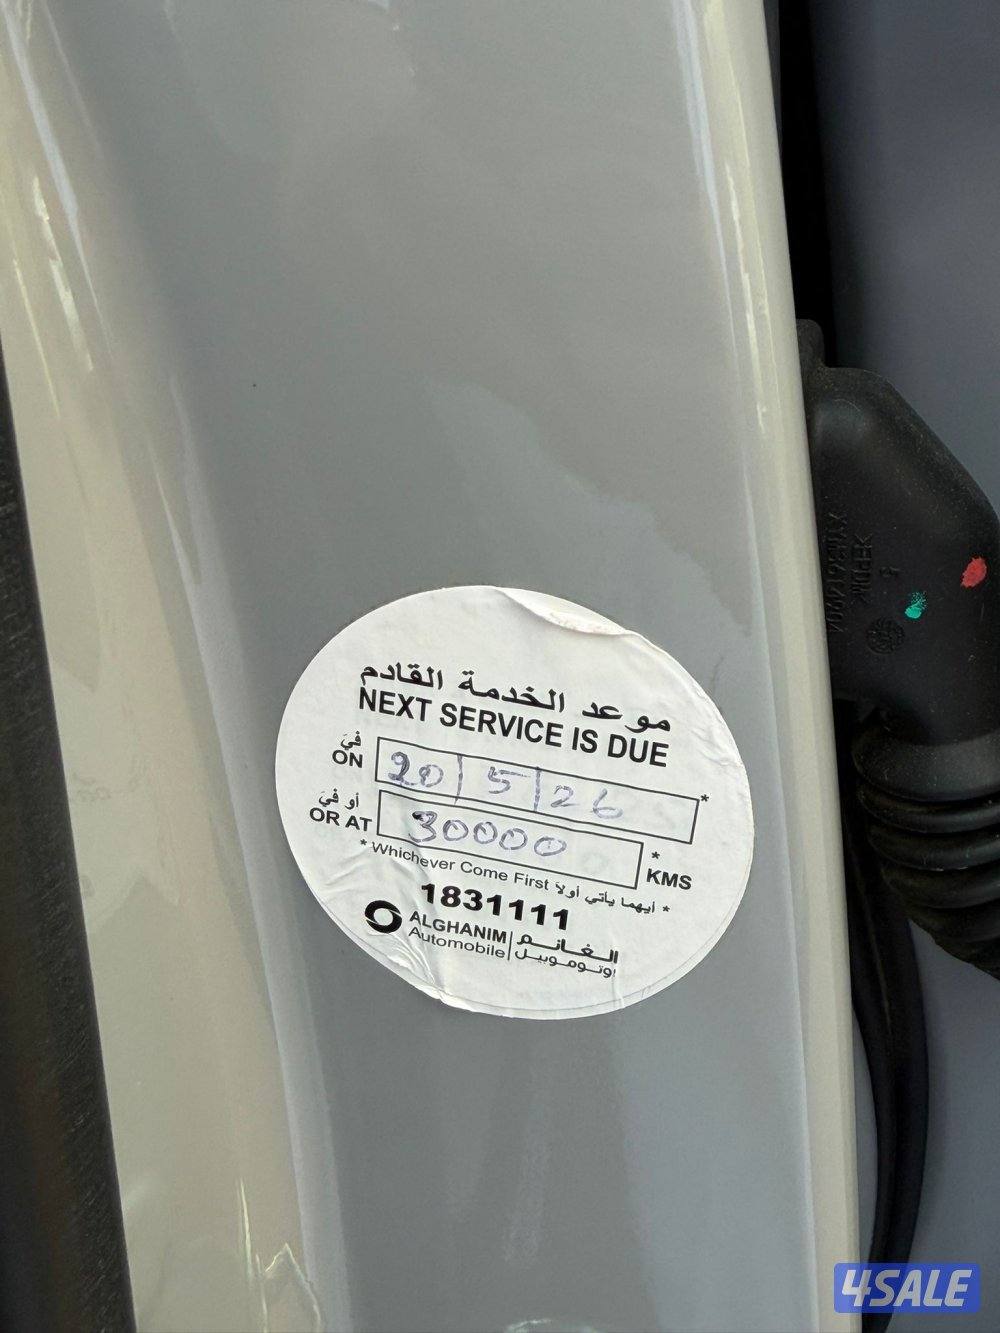 موعد الخدمة القادم
NEXT SERVICE IS DUE
في
ON 20 / 5 / 26 *
أو في
OR AT 30000 * KMS
* Whichever Come First أيهما يأتي أولاً *
1831111
ALGHANIM | الغانم
Automobile | أوتوموبيل
4SALE